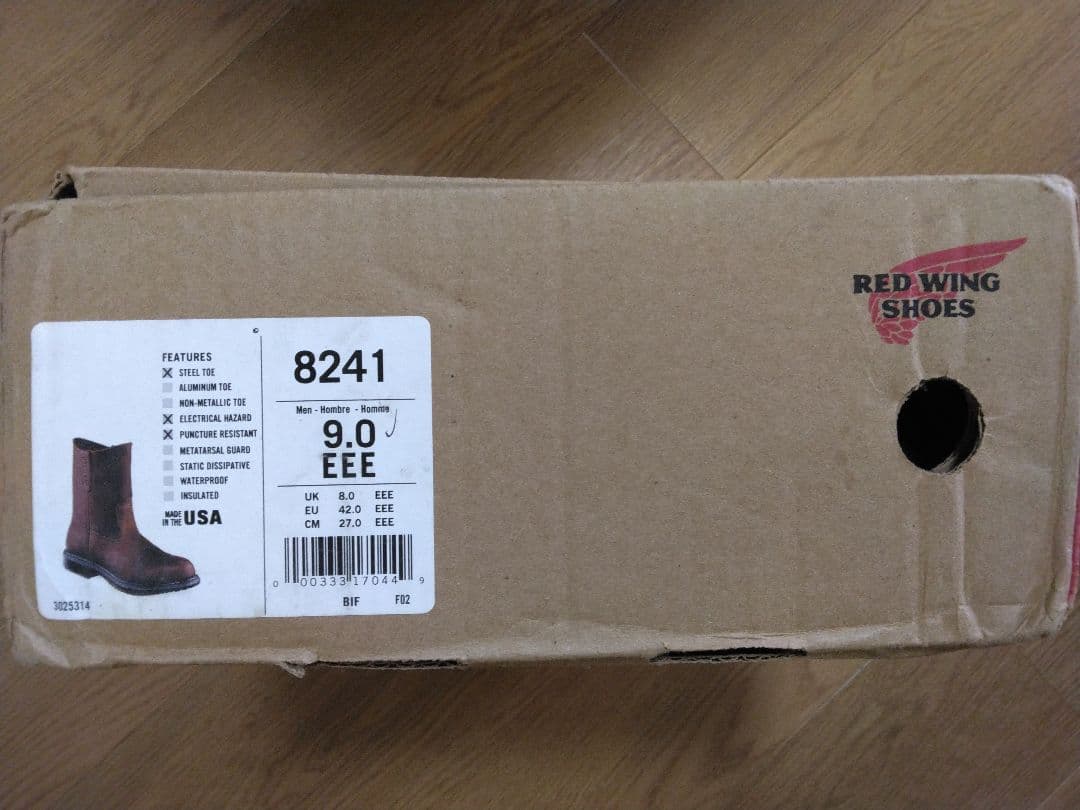 RED WING
SHOES
FEATURES
X STEEL TOE
ALUMINUM TOE
NON-METALLIC TOE
X ELECTRICAL HAZARD
X PUNCTURE RESISTANT
METATARSAL GUARD
STATIC DISSIPATIVE
WATERPROOF
INSULATED
MADE IN THE USA
3025314
8241
Men - Hombre - Homme
9.0
EEE
UK 8.0 EEE
EU 42.0 EEE
CM 27.0 EEE
0 00333 17044 9
BIF F02